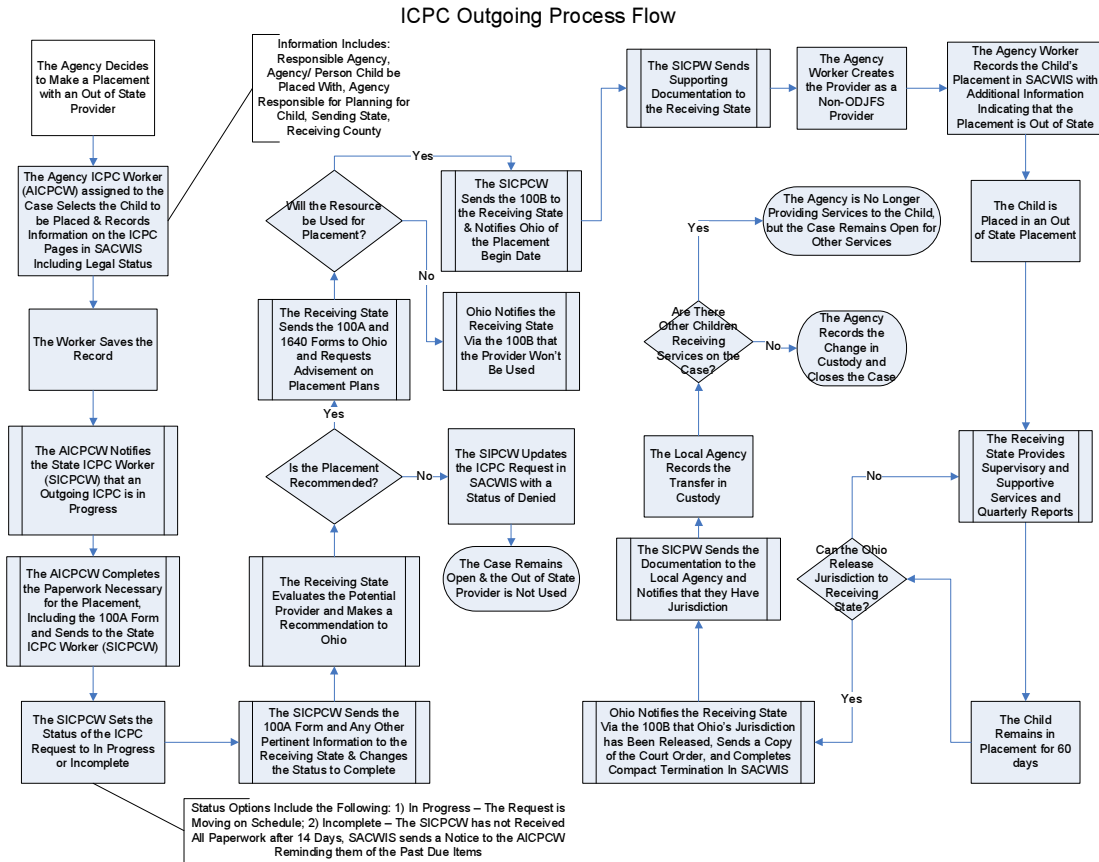 ICPC Outgoing Process Flow
The Agency Decides
to Make a Placement
with an Out of State
Provider
Information Includes:
Responsible Agency,
Agency/ Person Child be
Placed With, Agency
Responsible for Planning for
Child, Sending State,
Receiving County
The Agency ICPC Worker
(AICPCW) assigned to the
Case Selects the Child to
be Placed & Records
Information on the ICPC
Pages in SACWIS
Including Legal Status
The Worker Saves the
Record
The AICPCW Notifies
the State ICPC Worker
(SICPCW) that an
Outgoing ICPC is in
Progress
The AICPCW Completes
the Paperwork Necessary
for the Placement,
Including the 100A Form
and Sends to the State
ICPC Worker (SICPCW)
The SICPCW Sets the
Status of the ICPC
Request to In Progress
or Incomplete
Status Options Include the Following: 1) In Progress – The Request is
Moving on Schedule; 2) Incomplete – The SICPCW has not Received
All Paperwork after 14 Days, SACWIS sends a Notice to the AICPCW
Reminding them of the Past Due Items
The SICPCW Sends the
100A Form and Any Other
Pertinent Information to the
Receiving State & Changes
the Status to Complete
The Receiving State
Evaluates the Potential
Provider and Makes a
Recommendation to
Ohio
Is the Placement
Recommended?
No
The SIPCW Updates
the ICPC Request in
SACWIS with a
Status of Denied
The Case Remains
Open & the Out of State
Provider is Not Used
Yes
The Receiving State
Sends the 100A and
1640 Forms to Ohio
and Requests
Advisement on
Placement Plans
Will the Resource
be Used for
Placement?
No
Ohio Notifies the
Receiving State
Via the 100B that
the Provider Won't
Be Used
Yes
The SICPCW
Sends the 100B to
the Receiving State
& Notifies Ohio of
the Placement
Begin Date
The SICPW Sends
Supporting
Documentation to
the Receiving State
The Agency
Worker Creates
the Provider as a
Non-ODJFS
Provider
The Agency Worker
Records the Child's
Placement in SACWIS with
Additional Information
Indicating that the
Placement is Out of State
The Child is
Placed in an Out
of State Placement
The Receiving
State Provides
Supervisory and
Supportive
Services and
Quarterly Reports
The Child
Remains in
Placement for 60
days
Can the Ohio
Release
Jurisdiction to
Receiving
State?
No
Yes
Ohio Notifies the Receiving State
Via the 100B that Ohio's Jurisdiction
has Been Released, Sends a Copy
of the Court Order, and Completes
Compact Termination In SACWIS
The SICPW Sends the
Documentation to the
Local Agency and
Notifies that they Have
Jurisdiction
The Local Agency
Records the
Transfer in
Custody
Are There
Other Children
Receiving
Services on the
Case?
No
The Agency
Records the
Change in
Custody and
Closes the Case
Yes
The Agency is No Longer
Providing Services to the Child,
but the Case Remains Open for
Other Services